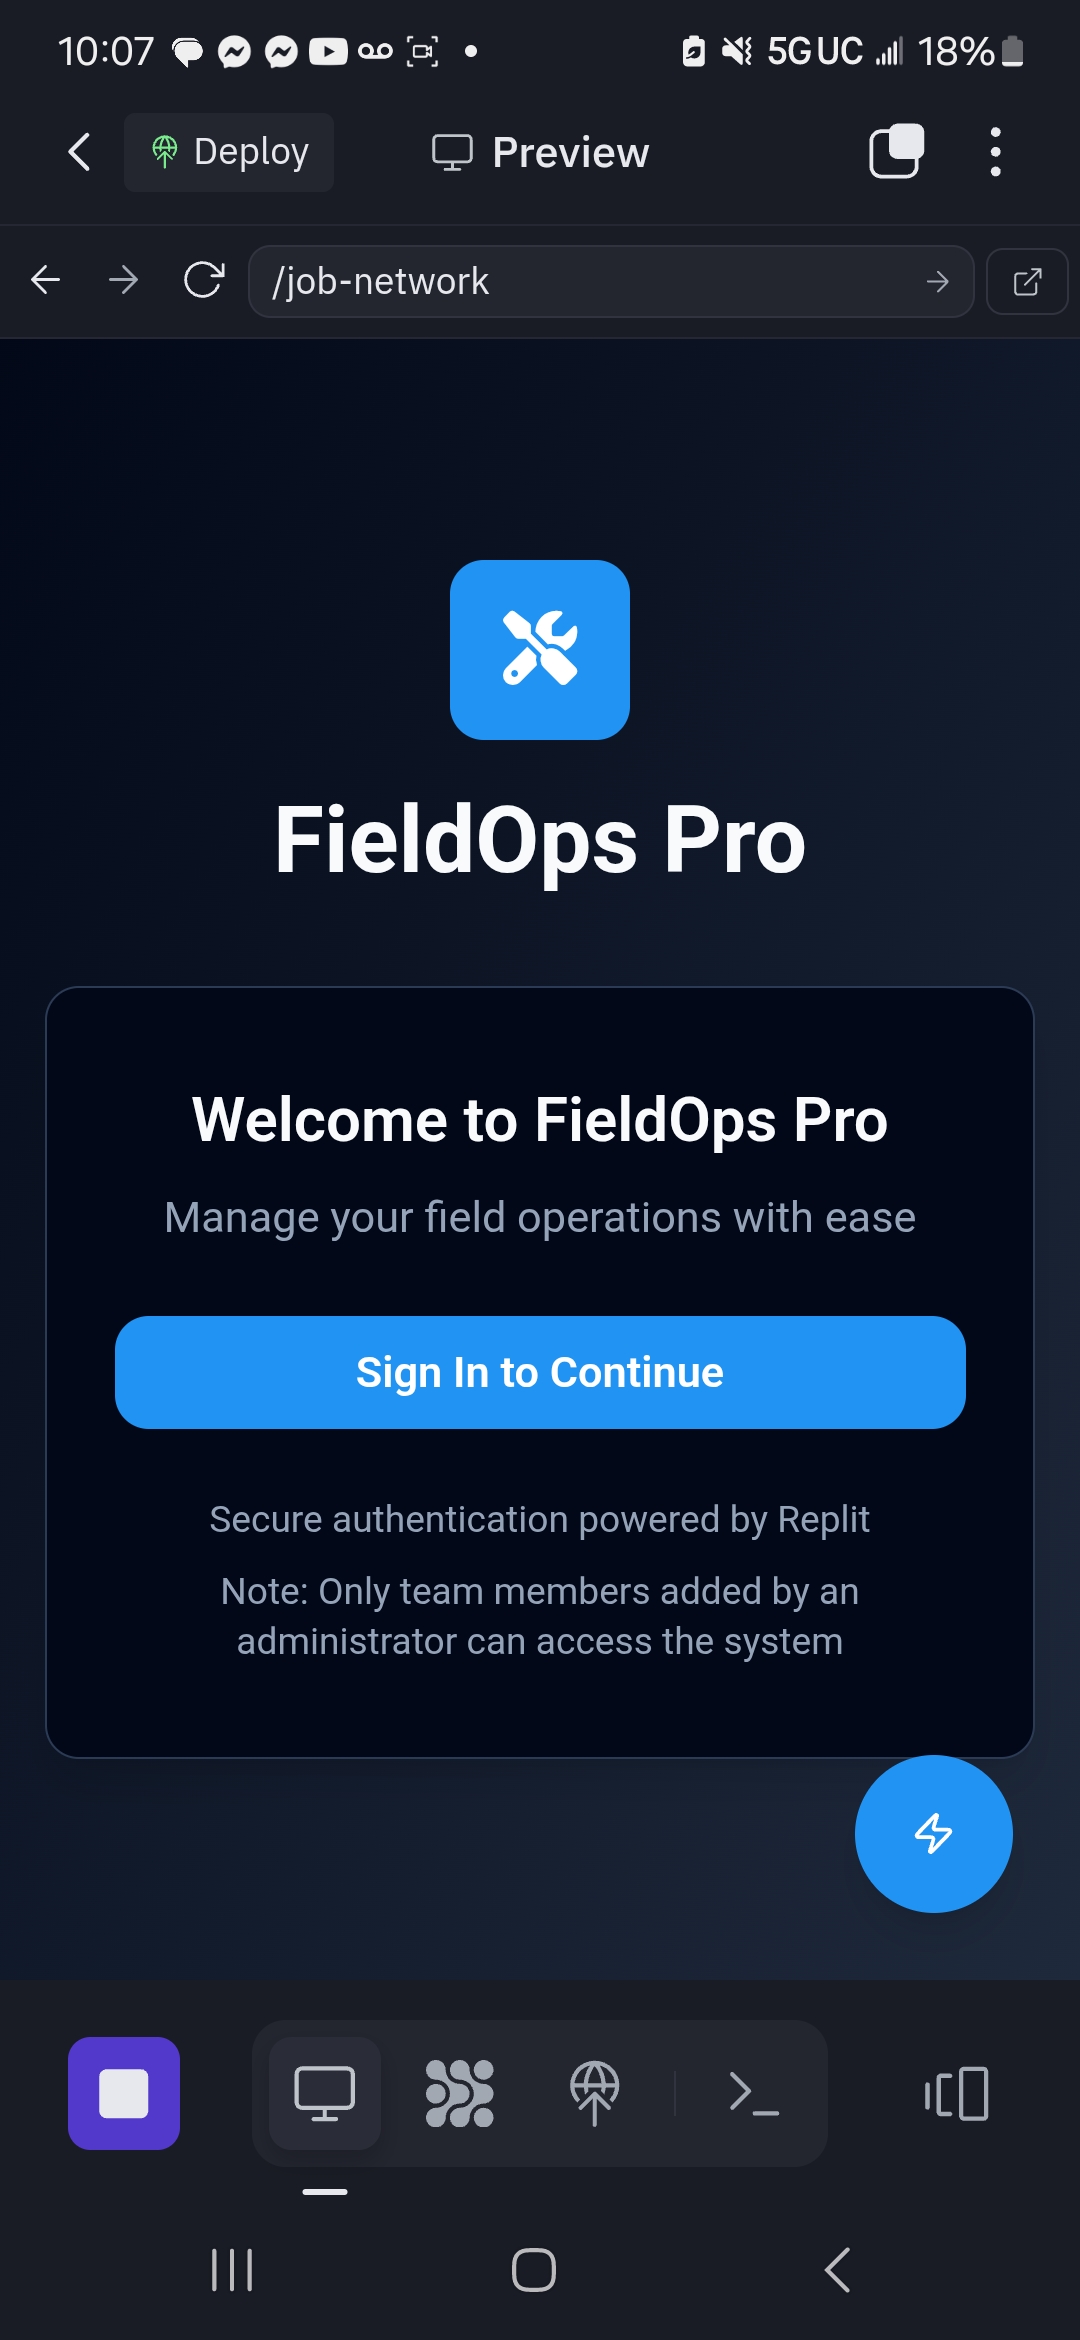 10:07
5G UC
18%
Deploy
Preview
/job-network
FieldOps Pro
Welcome to FieldOps Pro
Manage your field operations with ease
Sign In to Continue
Secure authentication powered by Replit
Note: Only team members added by an
administrator can access the system